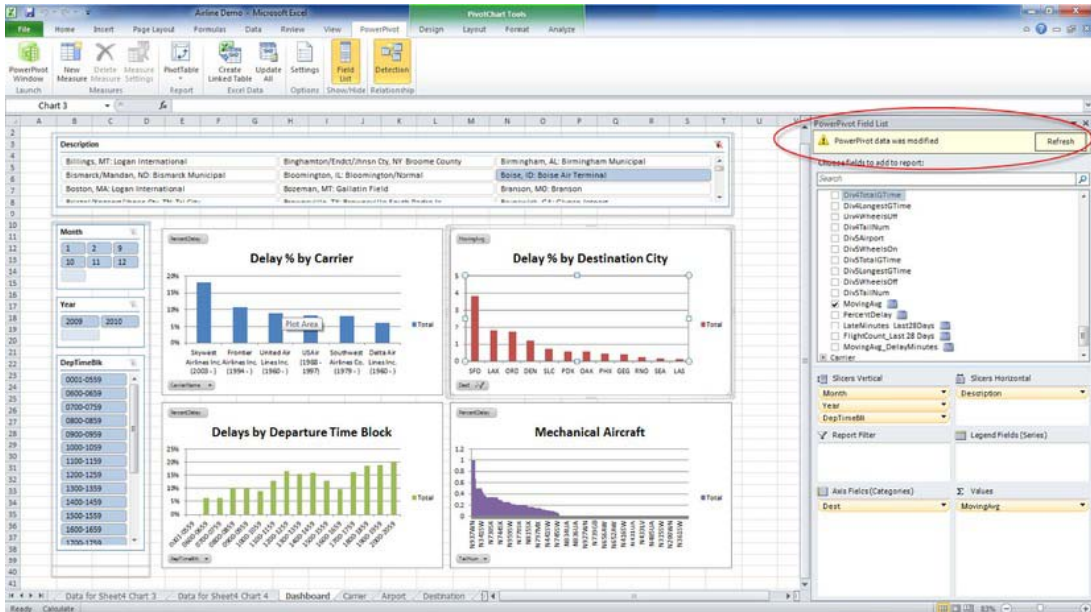 Airline Demo - Microsoft Excel
PivotChart Tools
File Home Insert Page Layout Formulas Data Review View PowerPivot Design Layout Format Analyze
PowerPivot Window
New Measure
Delete Measure
Measure Settings
PivotTable
Create Linked Table
Update All
Settings
Field List
Detection
Launch Measures Report Excel Data Options Show/Hide Relationship
Chart 3
fx
A B C D E F G H I J K L M N O P Q R S T U V
Description
Billings, MT: Logan International
Binghamton/Endct/Jhnsn Cty, NY: Broome County
Birmingham, AL: Birmingham Municipal
Bismarck/Mandan, ND: Bismarck Municipal
Bloomington, IL: Bloomington/Normal
Boise, ID: Boise Air Terminal
Boston, MA: Logan International
Bozeman, MT: Gallatin Field
Branson, MO: Branson
Month
1 2 9
10 11 12
Year
2009 2010
DepTimeBlk
0001-0559
0600-0659
0700-0759
0800-0859
0900-0959
1000-1059
1100-1159
1200-1259
1300-1359
1400-1459
1500-1559
1600-1659
1700-1759
PercentDelay
Delay % by Carrier
20%
15%
10%
5%
0%
Plot Area
Total
Skywest Airlines Inc. (2003 - )
Frontier Airlines Inc. (1994 - )
United Air Lines Inc. (1960 - )
USAir (1988 - 1997)
Southwest Airlines Co. (1979 - )
Delta Air Lines Inc. (1960 - )
CarrierName
MovingAvg
Delay % by Destination City
Total
SFO LAX ORD DEN SLC PDX OAK PHX GEG RNO SEA LAS
Dest
PercentDelay
Delays by Departure Time Block
25%
20%
15%
10%
5%
0%
Total
DepTimeBlk
Mechanical Aircraft
1.2
1
0.8
0.6
0.4
0.2
0
Total
TailNum
PowerPivot Field List
PowerPivot data was modified
Refresh
Choose fields to add to report:
Search
Div4TotalGTime
Div4LongestGTime
Div4WheelsOff
Div4TailNum
Div5Airport
Div5WheelsOn
Div5TotalGTime
Div5LongestGTime
Div5WheelsOff
Div5TailNum
MovingAvg
PercentDelay
LateMinutes Last28Days
FlightCount_Last 28 Days
MovingAvg_DelayMinutes
Carrier
Slicers Vertical
Slicers Horizontal
Month
Description
Year
DepTimeBlk
Report Filter
Legend Fields (Series)
Axis Fields (Categories)
Σ Values
Dest
MovingAvg
Data for Sheet4 Chart 3
Data for Sheet4 Chart 4
Dashboard
Carrier
Airport
Destination
Ready Calculate
83%